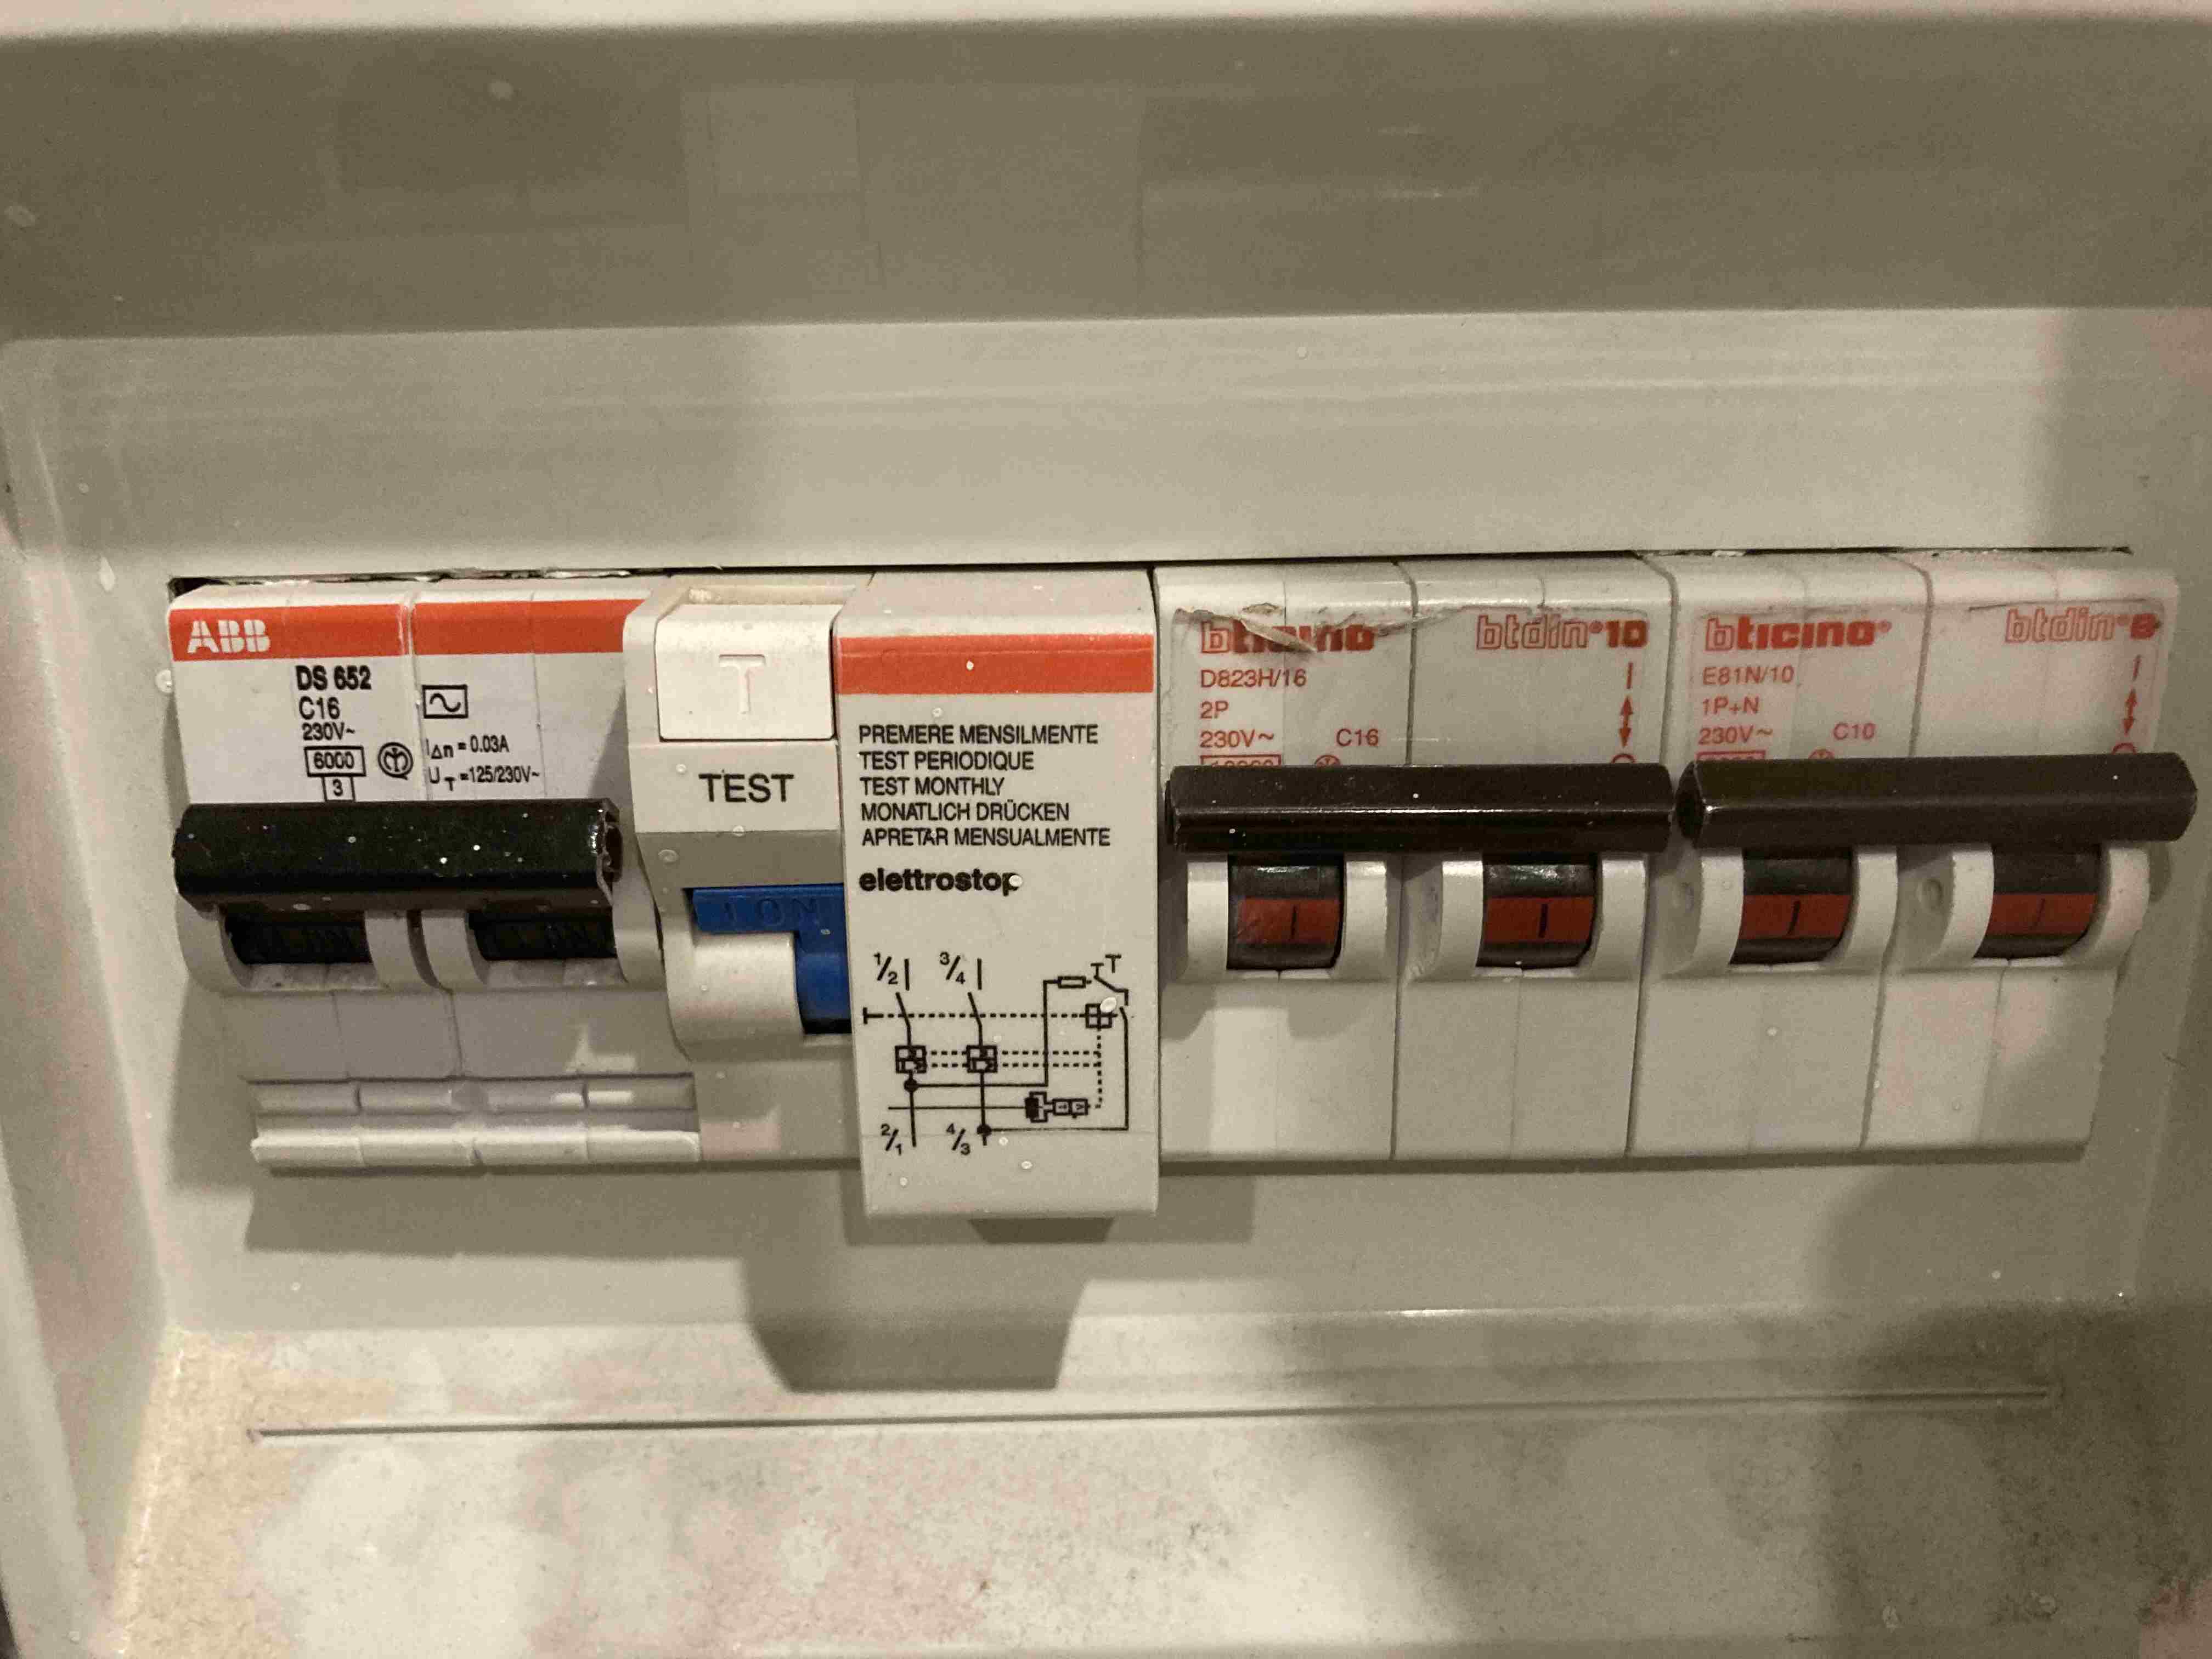 ABB
DS 652
C16
230V~
6000
3
IΔn = 0.03A
UT =125/230V~
T
TEST
PREMERE MENSILMENTE
TEST PERIODIQUE
TEST MONTHLY
MONATLICH DRÜCKEN
APRETAR MENSUALMENTE
elettrostop
1/2 3/4
T
2/1 4/3
I ON
bticino
D823H/16
2P
230V~ C16
btdin®10
I
bticino®
E81N/10
1P+N
230V~ C10
btdin®
I
I
I
I
I